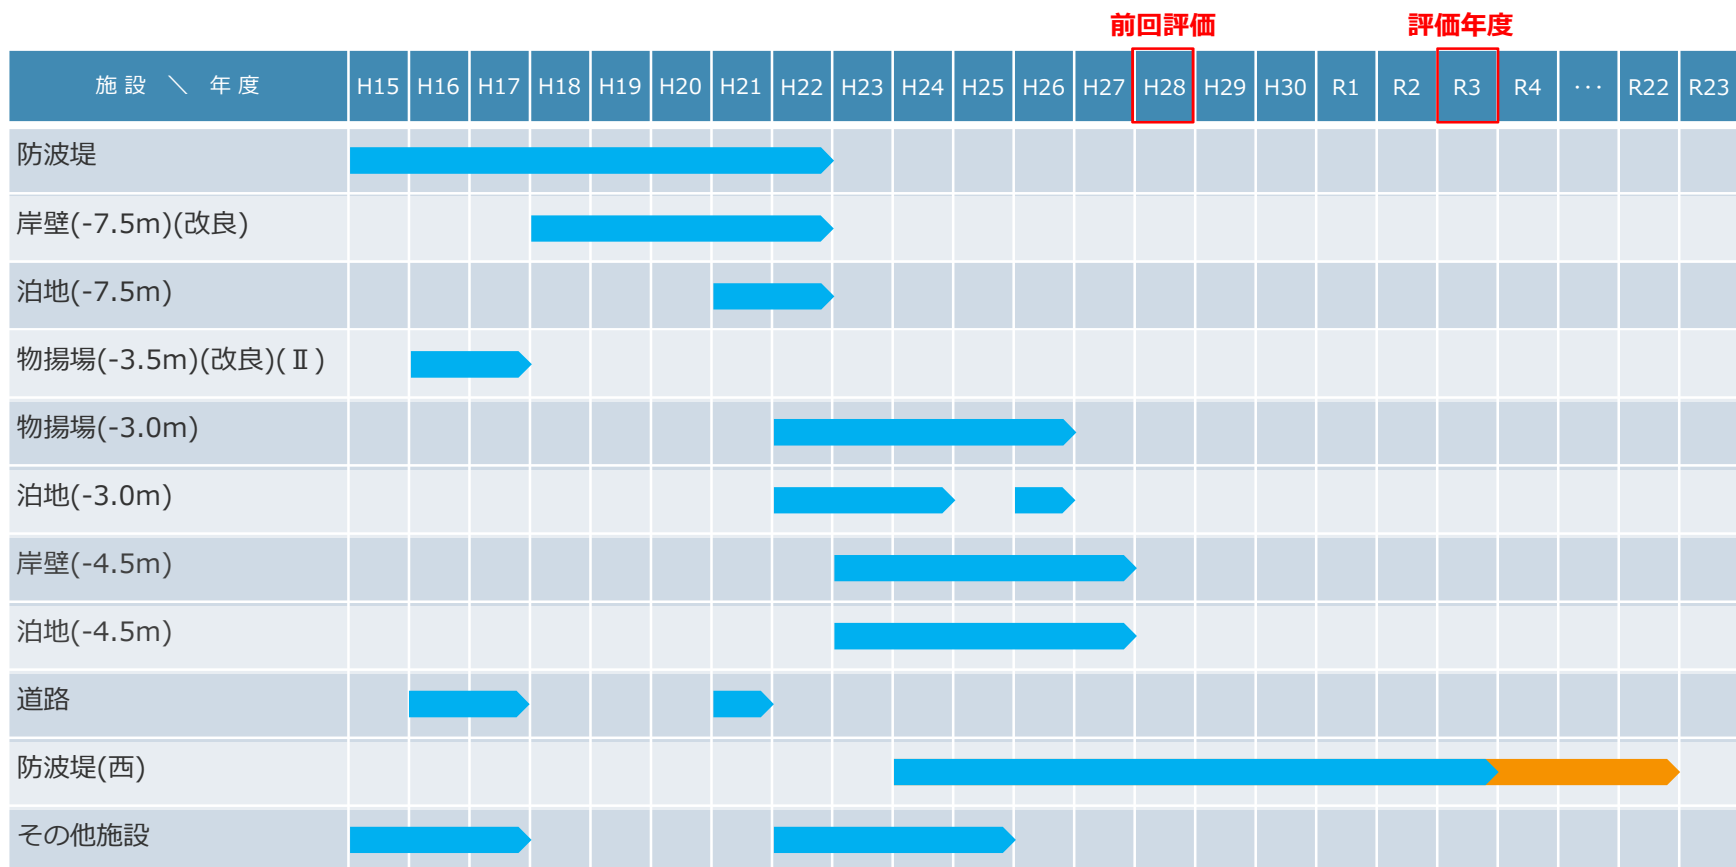 前回評価 評価年度
施設 ＼ 年度 H15 H16 H17 H18 H19 H20 H21 H22 H23 H24 H25 H26 H27 H28 H29 H30 R1 R2 R3 R4 ･･･ R22 R23
防波堤
岸壁(-7.5m)(改良)
泊地(-7.5m)
物揚場(-3.5m)(改良)(Ⅱ)
物揚場(-3.0m)
泊地(-3.0m)
岸壁(-4.5m)
泊地(-4.5m)
道路
防波堤(西)
その他施設